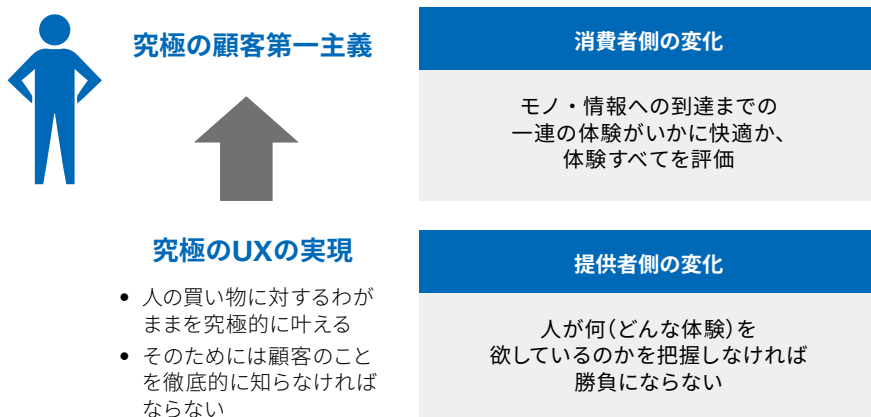 究極の顧客第一主義
究極のUXの実現
• 人の買い物に対するわが
ままを究極的に叶える
• そのためには顧客のこと
を徹底的に知らなければ
ならない
消費者側の変化
モノ・情報への到達までの
一連の体験がいかに快適か、
体験すべてを評価
提供者側の変化
人が何(どんな体験)を
欲しているのかを把握しなければ
勝負にならない